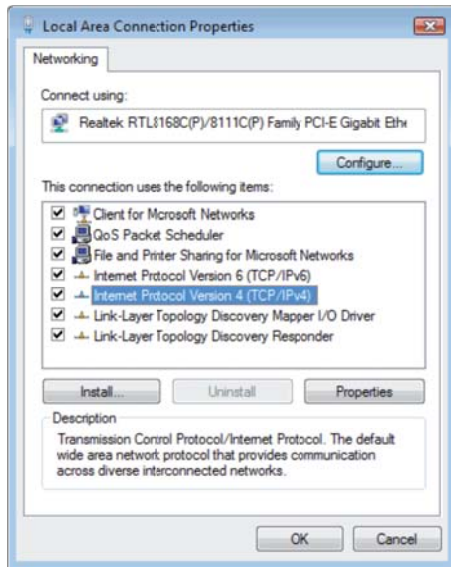 Local Area Connection Properties
Networking
Connect using:
Realtek RTL8168C(P)/8111C(P) Family PCI-E Gigabit Ethe
Configure...
This connection uses the following items:
Client for Microsoft Networks
QoS Packet Scheduler
File and Printer Sharing for Microsoft Networks
Internet Protocol Version 6 (TCP/IPv6)
Internet Protocol Version 4 (TCP/IPv4)
Link-Layer Topology Discovery Mapper I/O Driver
Link-Layer Topology Discovery Responder
Install...
Uninstall
Properties
Description
Transmission Control Protocol/Internet Protocol. The default
wide area network protocol that provides communication
across diverse interconnected networks.
OK
Cancel